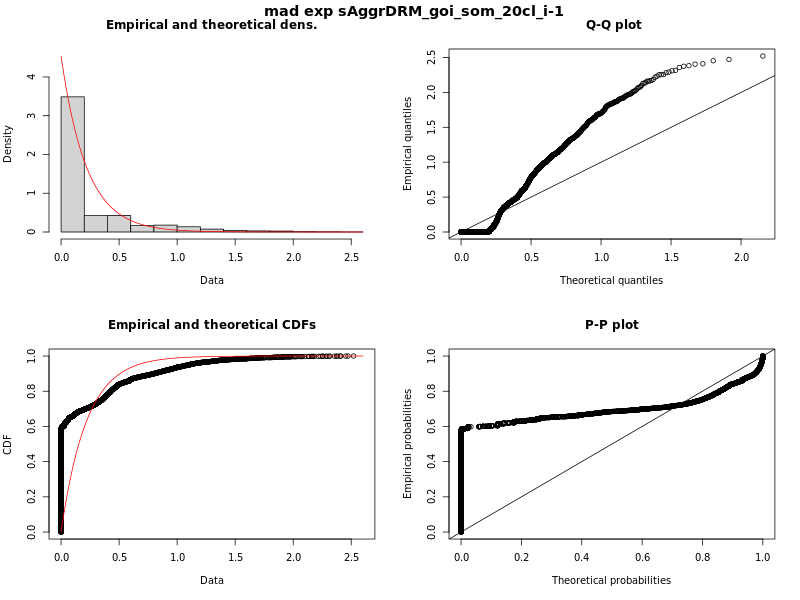 mad exp sAggrDRM_goi_som_20cl_i-1
Empirical and theoretical dens.
Density
0 1 2 3 4
0.0 0.5 1.0 1.5 2.0 2.5
Data
Q-Q plot
Empirical quantiles
0.0 0.5 1.0 1.5 2.0 2.5
0.0 0.5 1.0 1.5 2.0
Theoretical quantiles
Empirical and theoretical CDFs
CDF
0.0 0.2 0.4 0.6 0.8 1.0
0.0 0.5 1.0 1.5 2.0 2.5
Data
P-P plot
Empirical probabilities
0.0 0.2 0.4 0.6 0.8 1.0
0.0 0.2 0.4 0.6 0.8 1.0
Theoretical probabilities